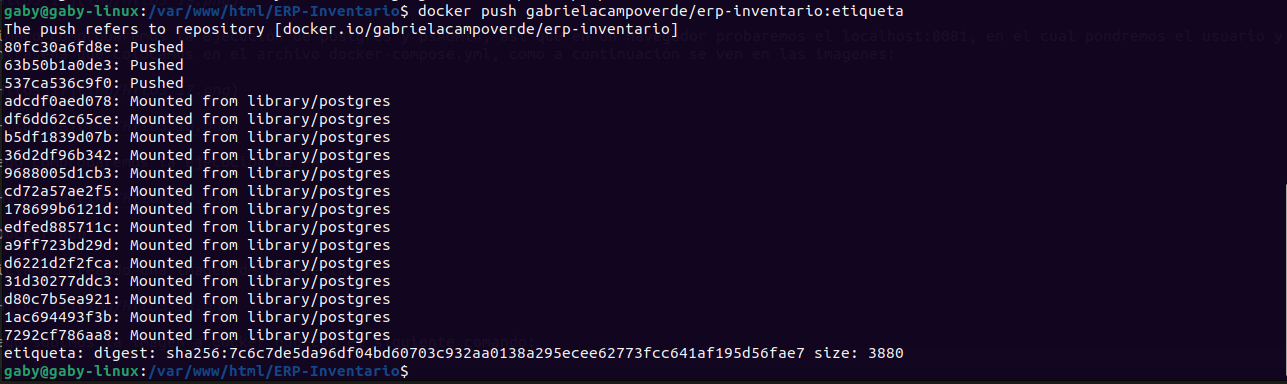 gaby@gaby-linux:/var/www/html/ERP-Inventario$ docker push gabrielacampoverde/erp-inventario:etiqueta
The push refers to repository [docker.io/gabrielacampoverde/erp-inventario]
80fc30a6fd8e: Pushed
63b50b1a0de3: Pushed
537ca536c9f0: Pushed
adcdf0aed078: Mounted from library/postgres
df6dd62c65ce: Mounted from library/postgres
b5df1839d07b: Mounted from library/postgres
36d2df96b342: Mounted from library/postgres
9688005d1cb3: Mounted from library/postgres
cd72a57ae2f5: Mounted from library/postgres
178699b6121d: Mounted from library/postgres
edfed885711c: Mounted from library/postgres
a9ff723bd29d: Mounted from library/postgres
d6221d2f2fca: Mounted from library/postgres
31d30277ddc3: Mounted from library/postgres
d80c7b5ea921: Mounted from library/postgres
1ac694493f3b: Mounted from library/postgres
7292cf786aa8: Mounted from library/postgres
etiqueta: digest: sha256:7c6c7de5da96df04bd60703c932aa0138a295ecee62773fcc641af195d56fae7 size: 3880
gaby@gaby-linux:/var/www/html/ERP-Inventario$